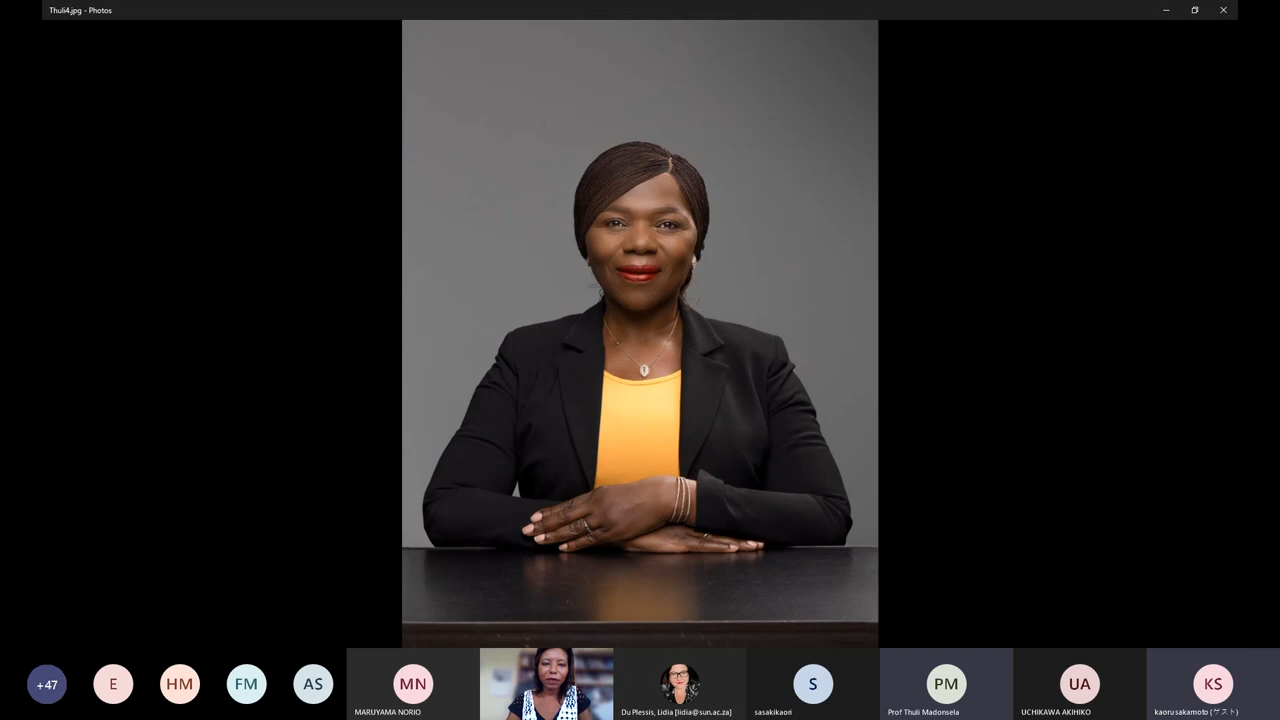 Thuli4.jpg - Photos
+47
E
HM
FM
AS
MN
MARUYAMA NORIO
Du Plessis, Lidia [lidia@sun.ac.za]
S
sasakikaori
PM
Prof Thuli Madonsela
UA
UCHIKAWA AKIHIKO
KS
kaoru sakamoto (ゲスト)